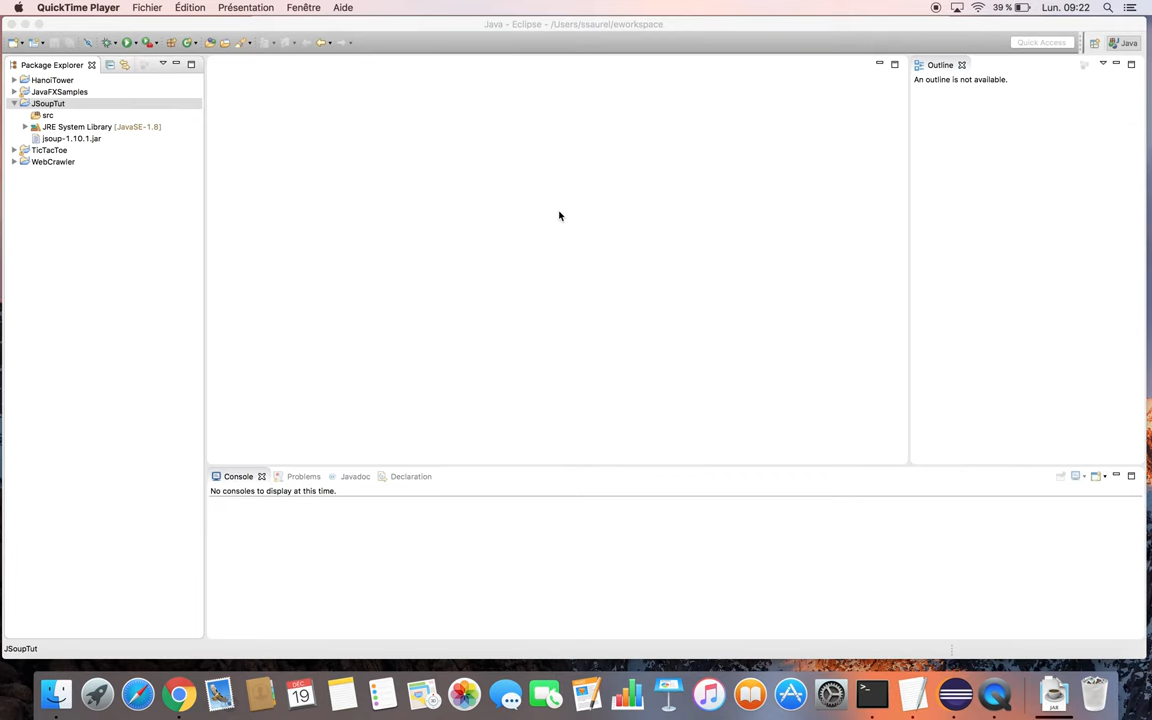 QuickTime Player Fichier Édition Présentation Fenêtre Aide 39 % Lun. 09:22
Java - Eclipse - /Users/ssaurel/eworkspace
Quick Access Java
Package Explorer
Outline
HanoiTower
An outline is not available.
JavaFXSamples
JSoupTut
src
JRE System Library [JavaSE-1.8]
jsoup-1.10.1.jar
TicTacToe
WebCrawler
Console Problems Javadoc Declaration
No consoles to display at this time.
JSoupTut
DÉC.
19
JAR